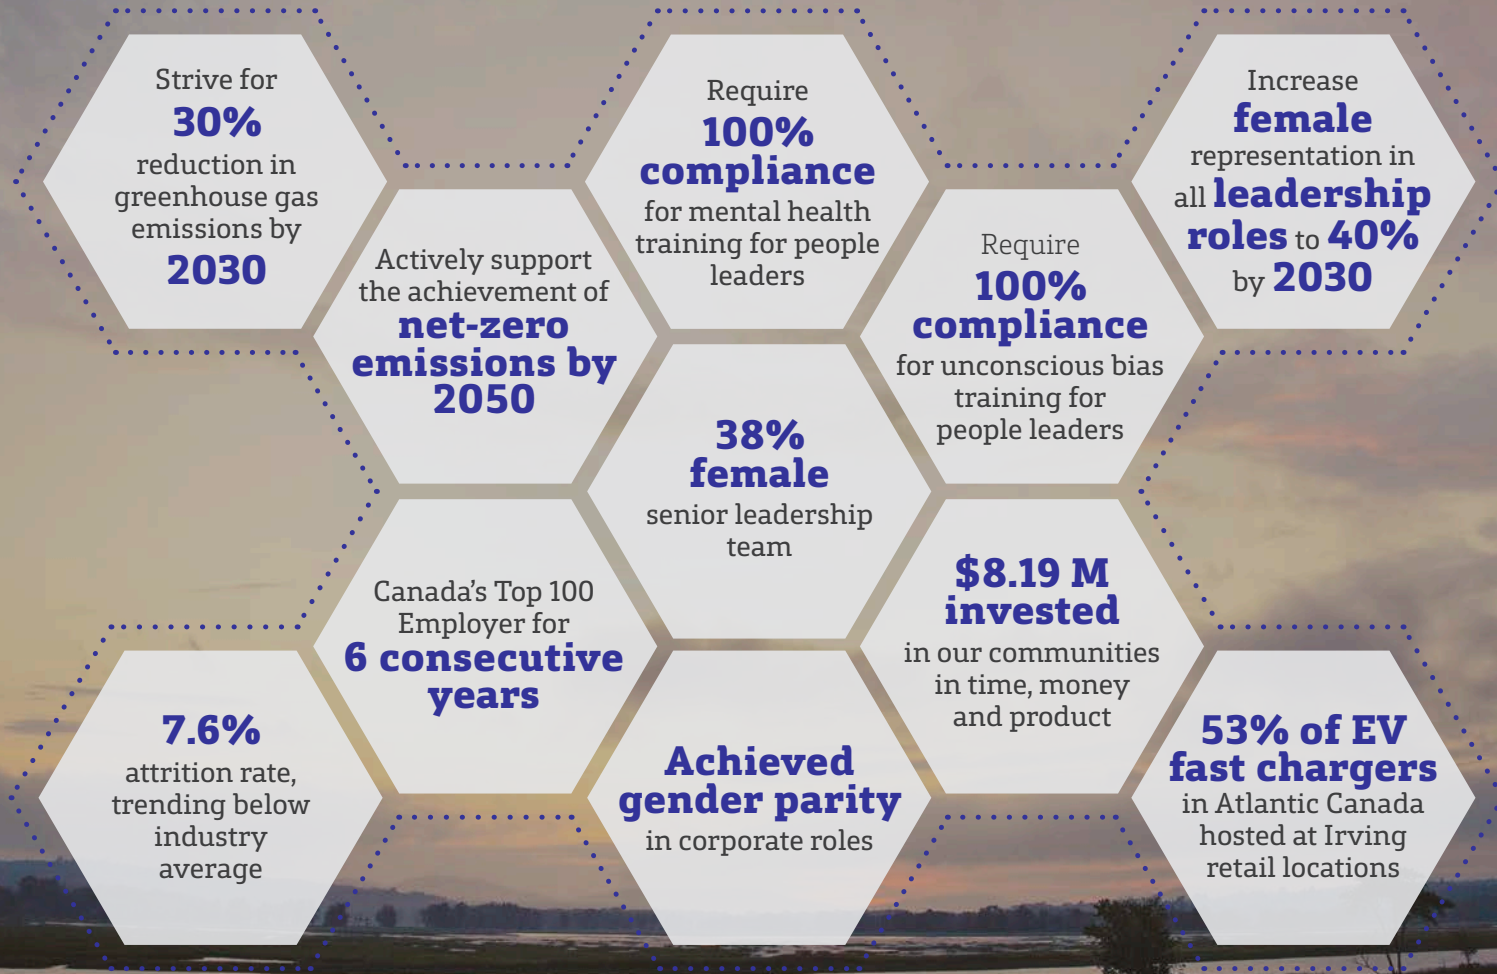 Strive for
30%
reduction in
greenhouse gas
emissions by
2030
Actively support
the achievement of
net-zero
emissions by
2050
Require
100%
compliance
for mental health
training for people
leaders
Require
100%
compliance
for unconscious bias
training for
people leaders
Increase
female
representation in
all leadership
roles to 40%
by 2030
38%
female
senior leadership
team
Canada's Top 100
Employer for
6 consecutive
years
$8.19 M
invested
in our communities
in time, money
and product
7.6%
attrition rate,
trending below
industry
average
Achieved
gender parity
in corporate roles
53% of EV
fast chargers
in Atlantic Canada
hosted at Irving
retail locations